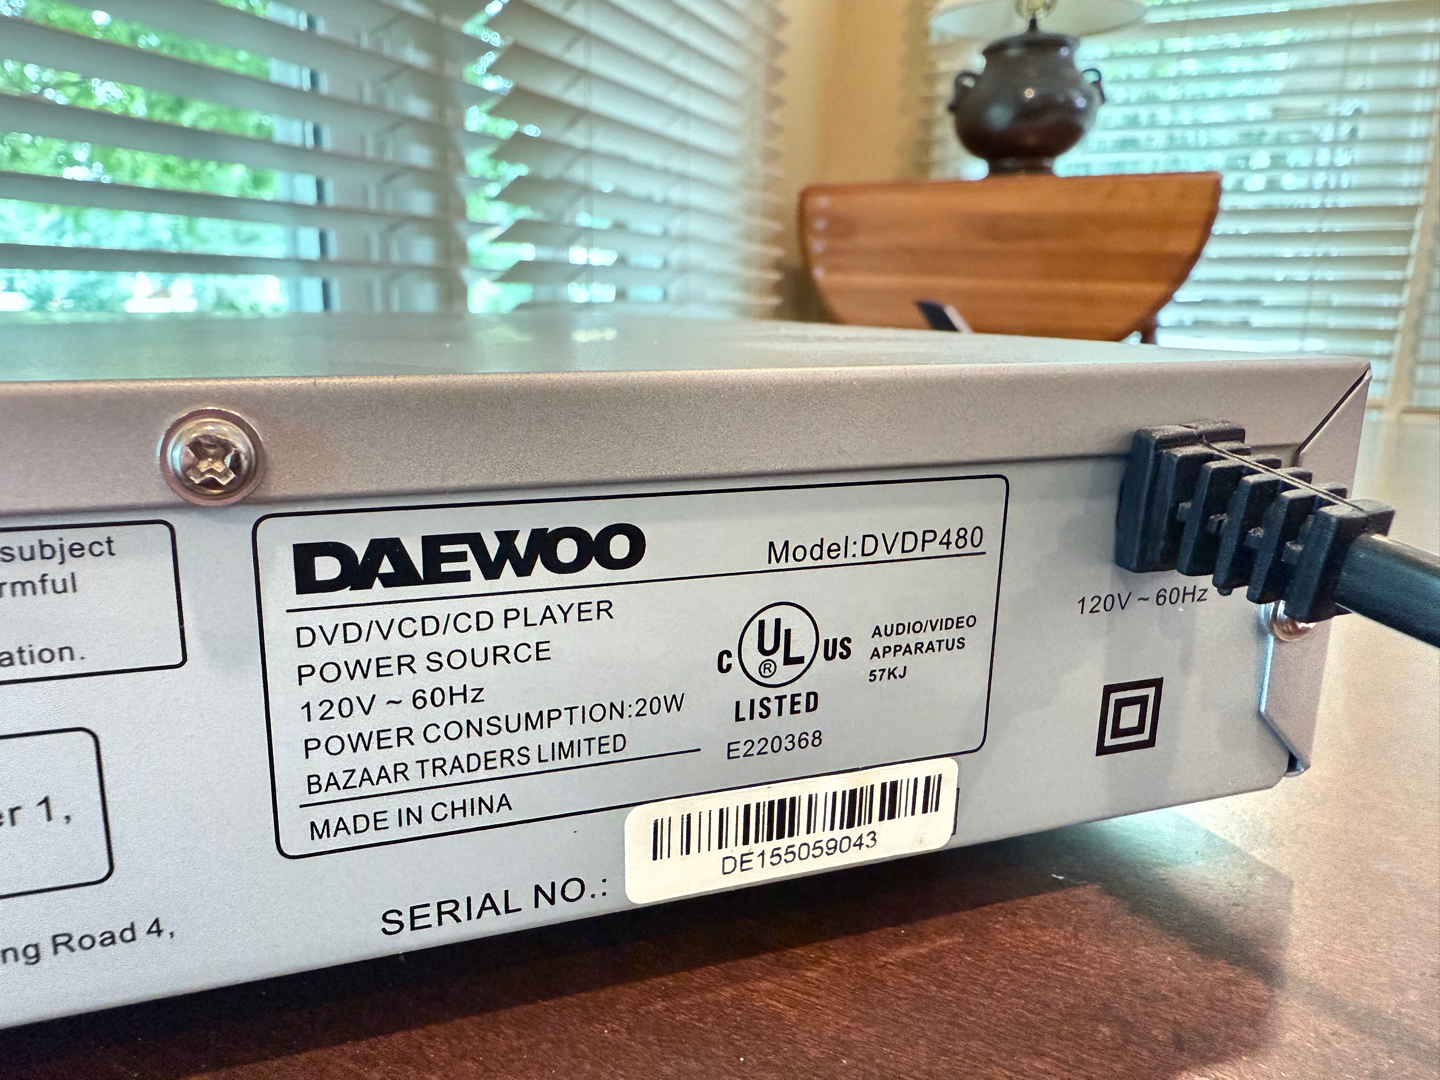 subject
rmful
ation.
er 1,
ng Road 4,
DAEWOO
Model:DVDP480
DVD/VCD/CD PLAYER
POWER SOURCE
120V ~ 60Hz
POWER CONSUMPTION:20W
BAZAAR TRADERS LIMITED
MADE IN CHINA
C UL ® US
LISTED
E220368
AUDIO/VIDEO
APPARATUS
57KJ
SERIAL NO.:
DE155059043
120V ~ 60Hz